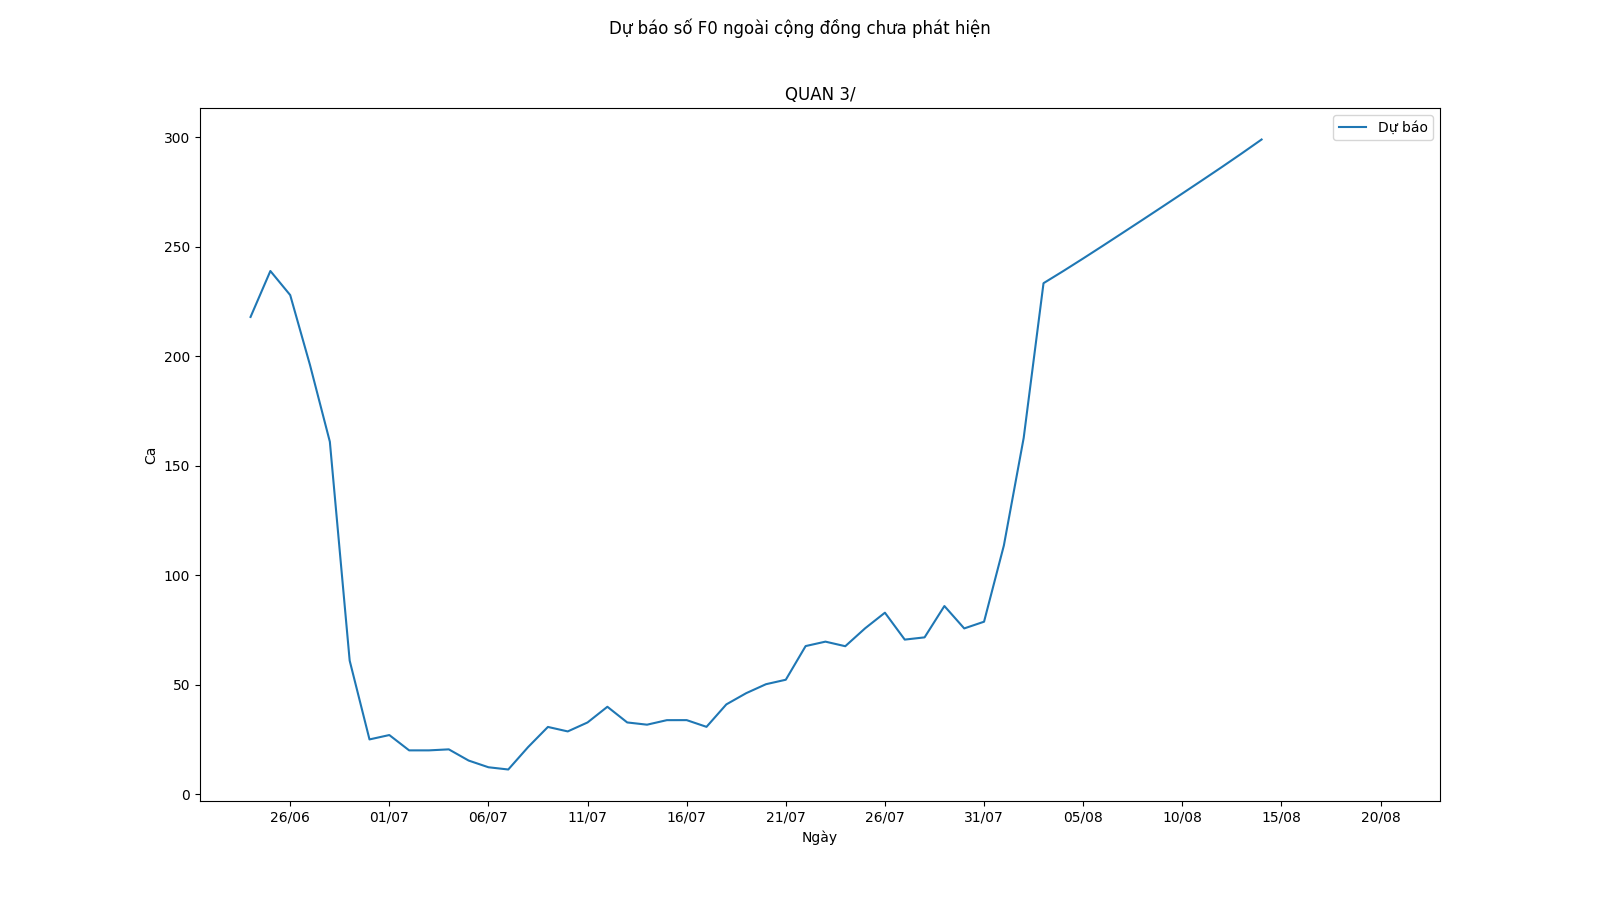 Dự báo số F0 ngoài cộng đồng chưa phát hiện
QUAN 3/
Dự báo
300
250
200
150
100
50
0
Ca
26/06 01/07 06/07 11/07 16/07 21/07 26/07 31/07 05/08 10/08 15/08 20/08
Ngày